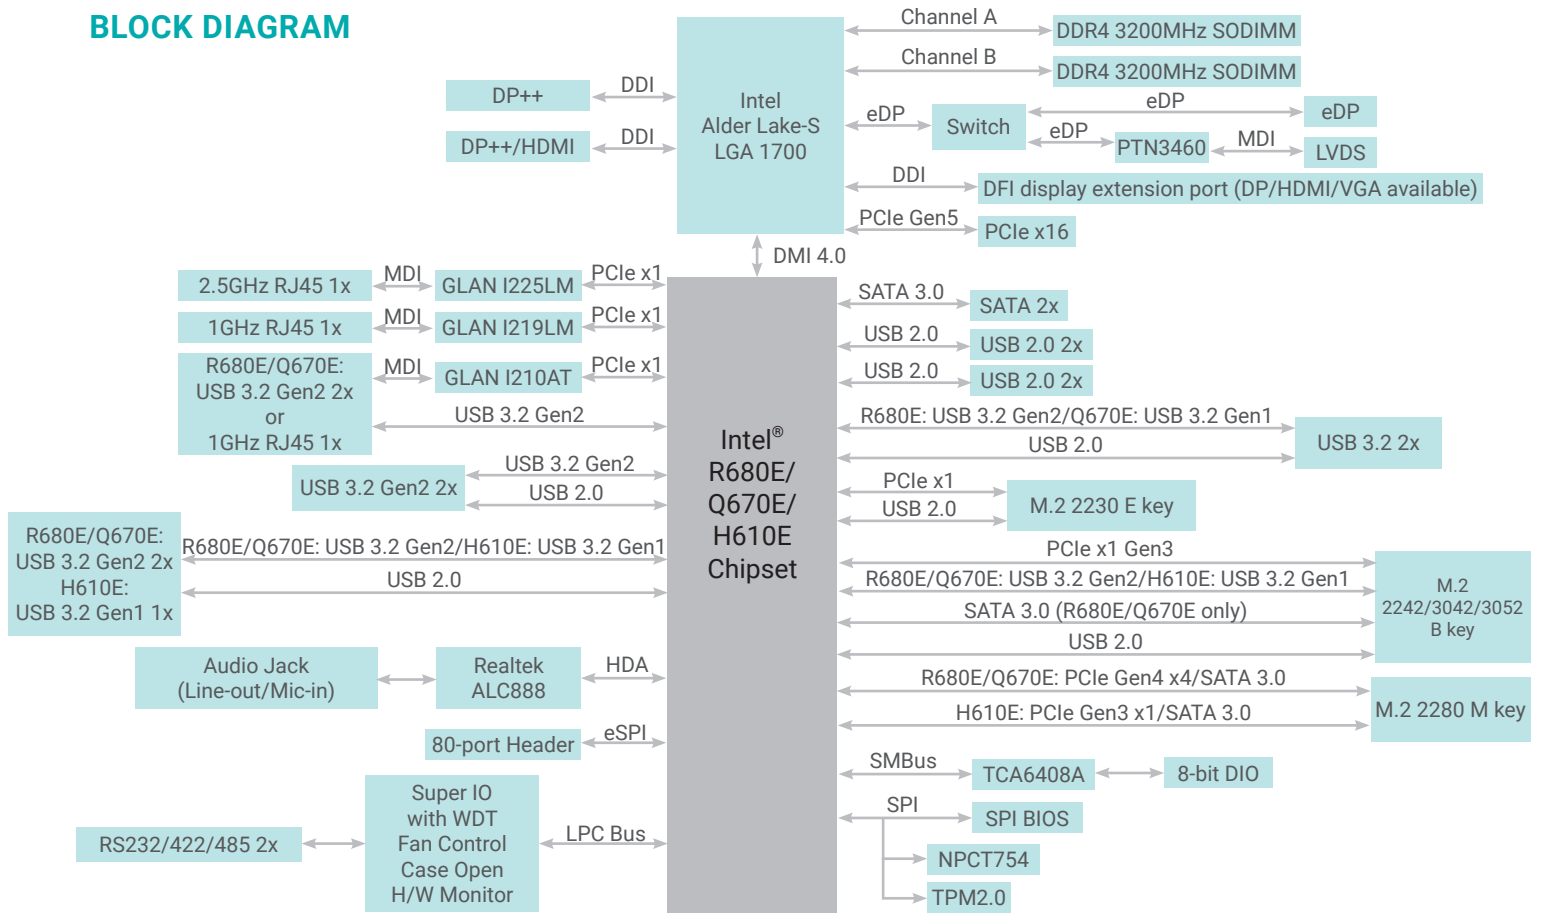 BLOCK DIAGRAM
Channel A
DDR4 3200MHz SODIMM
Channel B
DDR4 3200MHz SODIMM
DP++
DDI
DP++/HDMI
DDI
Intel
Alder Lake-S
LGA 1700
eDP
Switch
eDP
eDP
eDP
PTN3460
MDI
LVDS
DDI
DFI display extension port (DP/HDMI/VGA available)
PCIe Gen5
PCIe x16
DMI 4.0
2.5GHz RJ45 1x
MDI
GLAN I225LM
PCIe x1
1GHz RJ45 1x
MDI
GLAN I219LM
PCIe x1
R680E/Q670E:
USB 3.2 Gen2 2x
or
1GHz RJ45 1x
MDI
GLAN I210AT
PCIe x1
USB 3.2 Gen2
USB 3.2 Gen2 2x
USB 3.2 Gen2
USB 2.0
R680E/Q670E:
USB 3.2 Gen2 2x
H610E:
USB 3.2 Gen1 1x
R680E/Q670E: USB 3.2 Gen2/H610E: USB 3.2 Gen1
USB 2.0
Audio Jack
(Line-out/Mic-in)
Realtek
ALC888
HDA
80-port Header
eSPI
RS232/422/485 2x
Super IO
with WDT
Fan Control
Case Open
H/W Monitor
LPC Bus
Intel®
R680E/
Q670E/
H610E
Chipset
SATA 3.0
SATA 2x
USB 2.0
USB 2.0 2x
USB 2.0
USB 2.0 2x
R680E: USB 3.2 Gen2/Q670E: USB 3.2 Gen1
USB 2.0
USB 3.2 2x
PCIe x1
USB 2.0
M.2 2230 E key
PCIe x1 Gen3
R680E/Q670E: USB 3.2 Gen2/H610E: USB 3.2 Gen1
SATA 3.0 (R680E/Q670E only)
USB 2.0
M.2
2242/3042/3052
B key
R680E/Q670E: PCIe Gen4 x4/SATA 3.0
H610E: PCIe Gen3 x1/SATA 3.0
M.2 2280 M key
SMBus
TCA6408A
8-bit DIO
SPI
SPI BIOS
NPCT754
TPM2.0